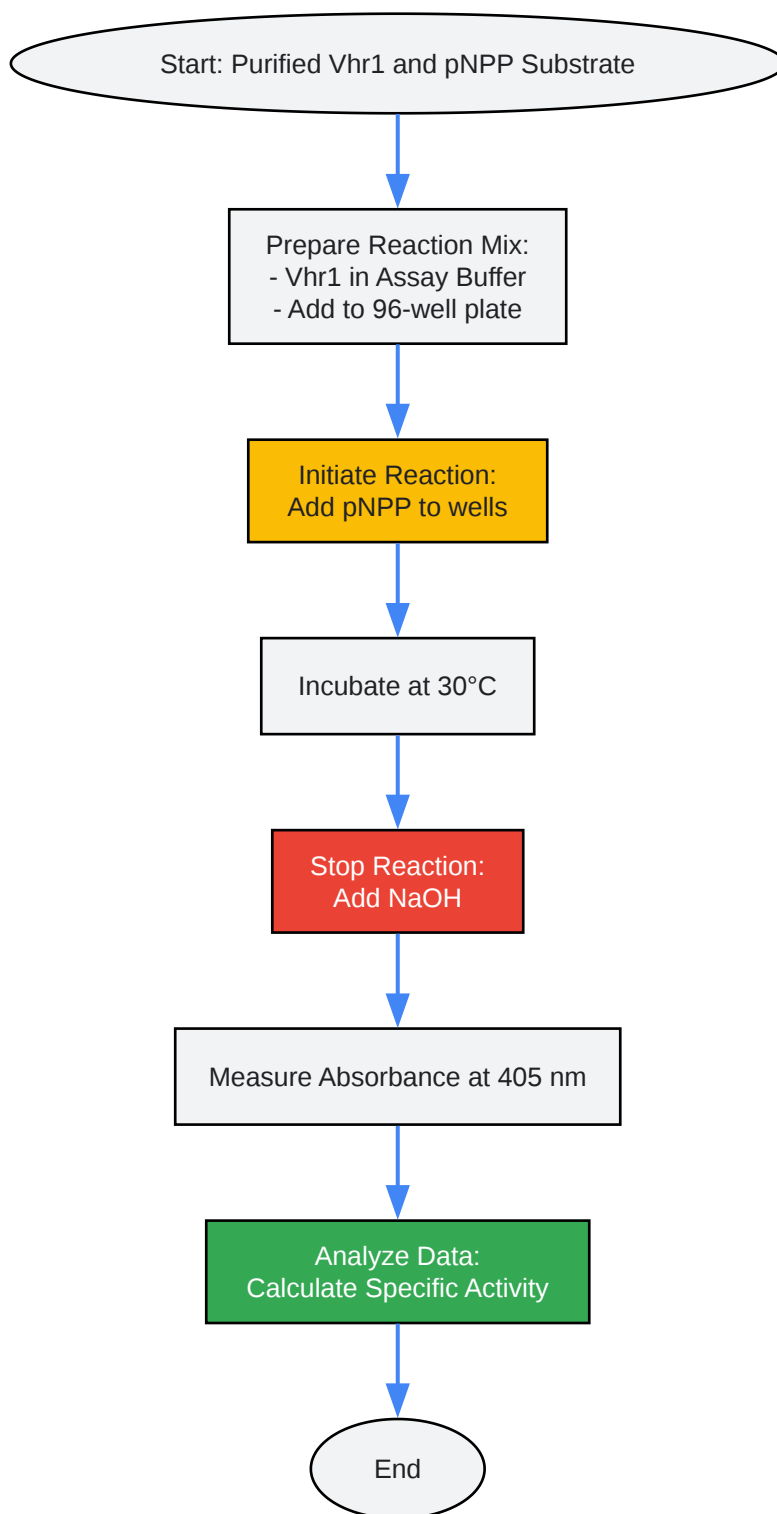 Start: Purified Vhr1 and pNPP Substrate
Prepare Reaction Mix:
- Vhr1 in Assay Buffer
- Add to 96-well plate
Initiate Reaction:
Add pNPP to wells
Incubate at 30°C
Stop Reaction:
Add NaOH
Measure Absorbance at 405 nm
Analyze Data:
Calculate Specific Activity
End